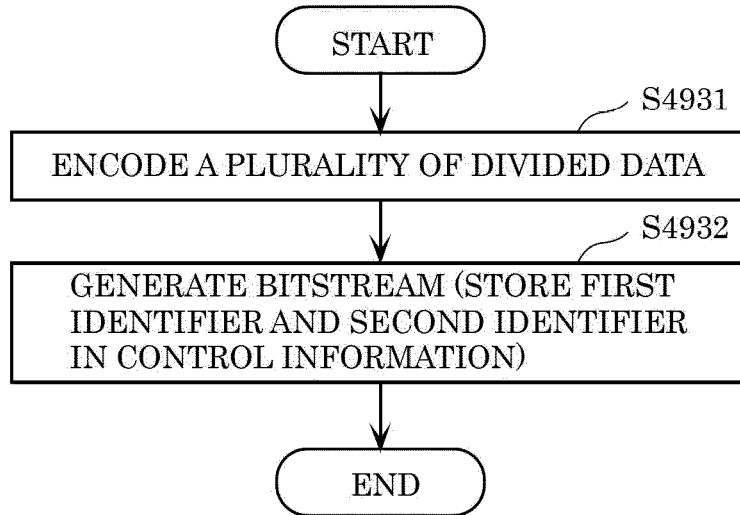 START
S4931
ENCODE A PLURALITY OF DIVIDED DATA
S4932
GENERATE BITSTREAM (STORE FIRST
IDENTIFIER AND SECOND IDENTIFIER
IN CONTROL INFORMATION)
END